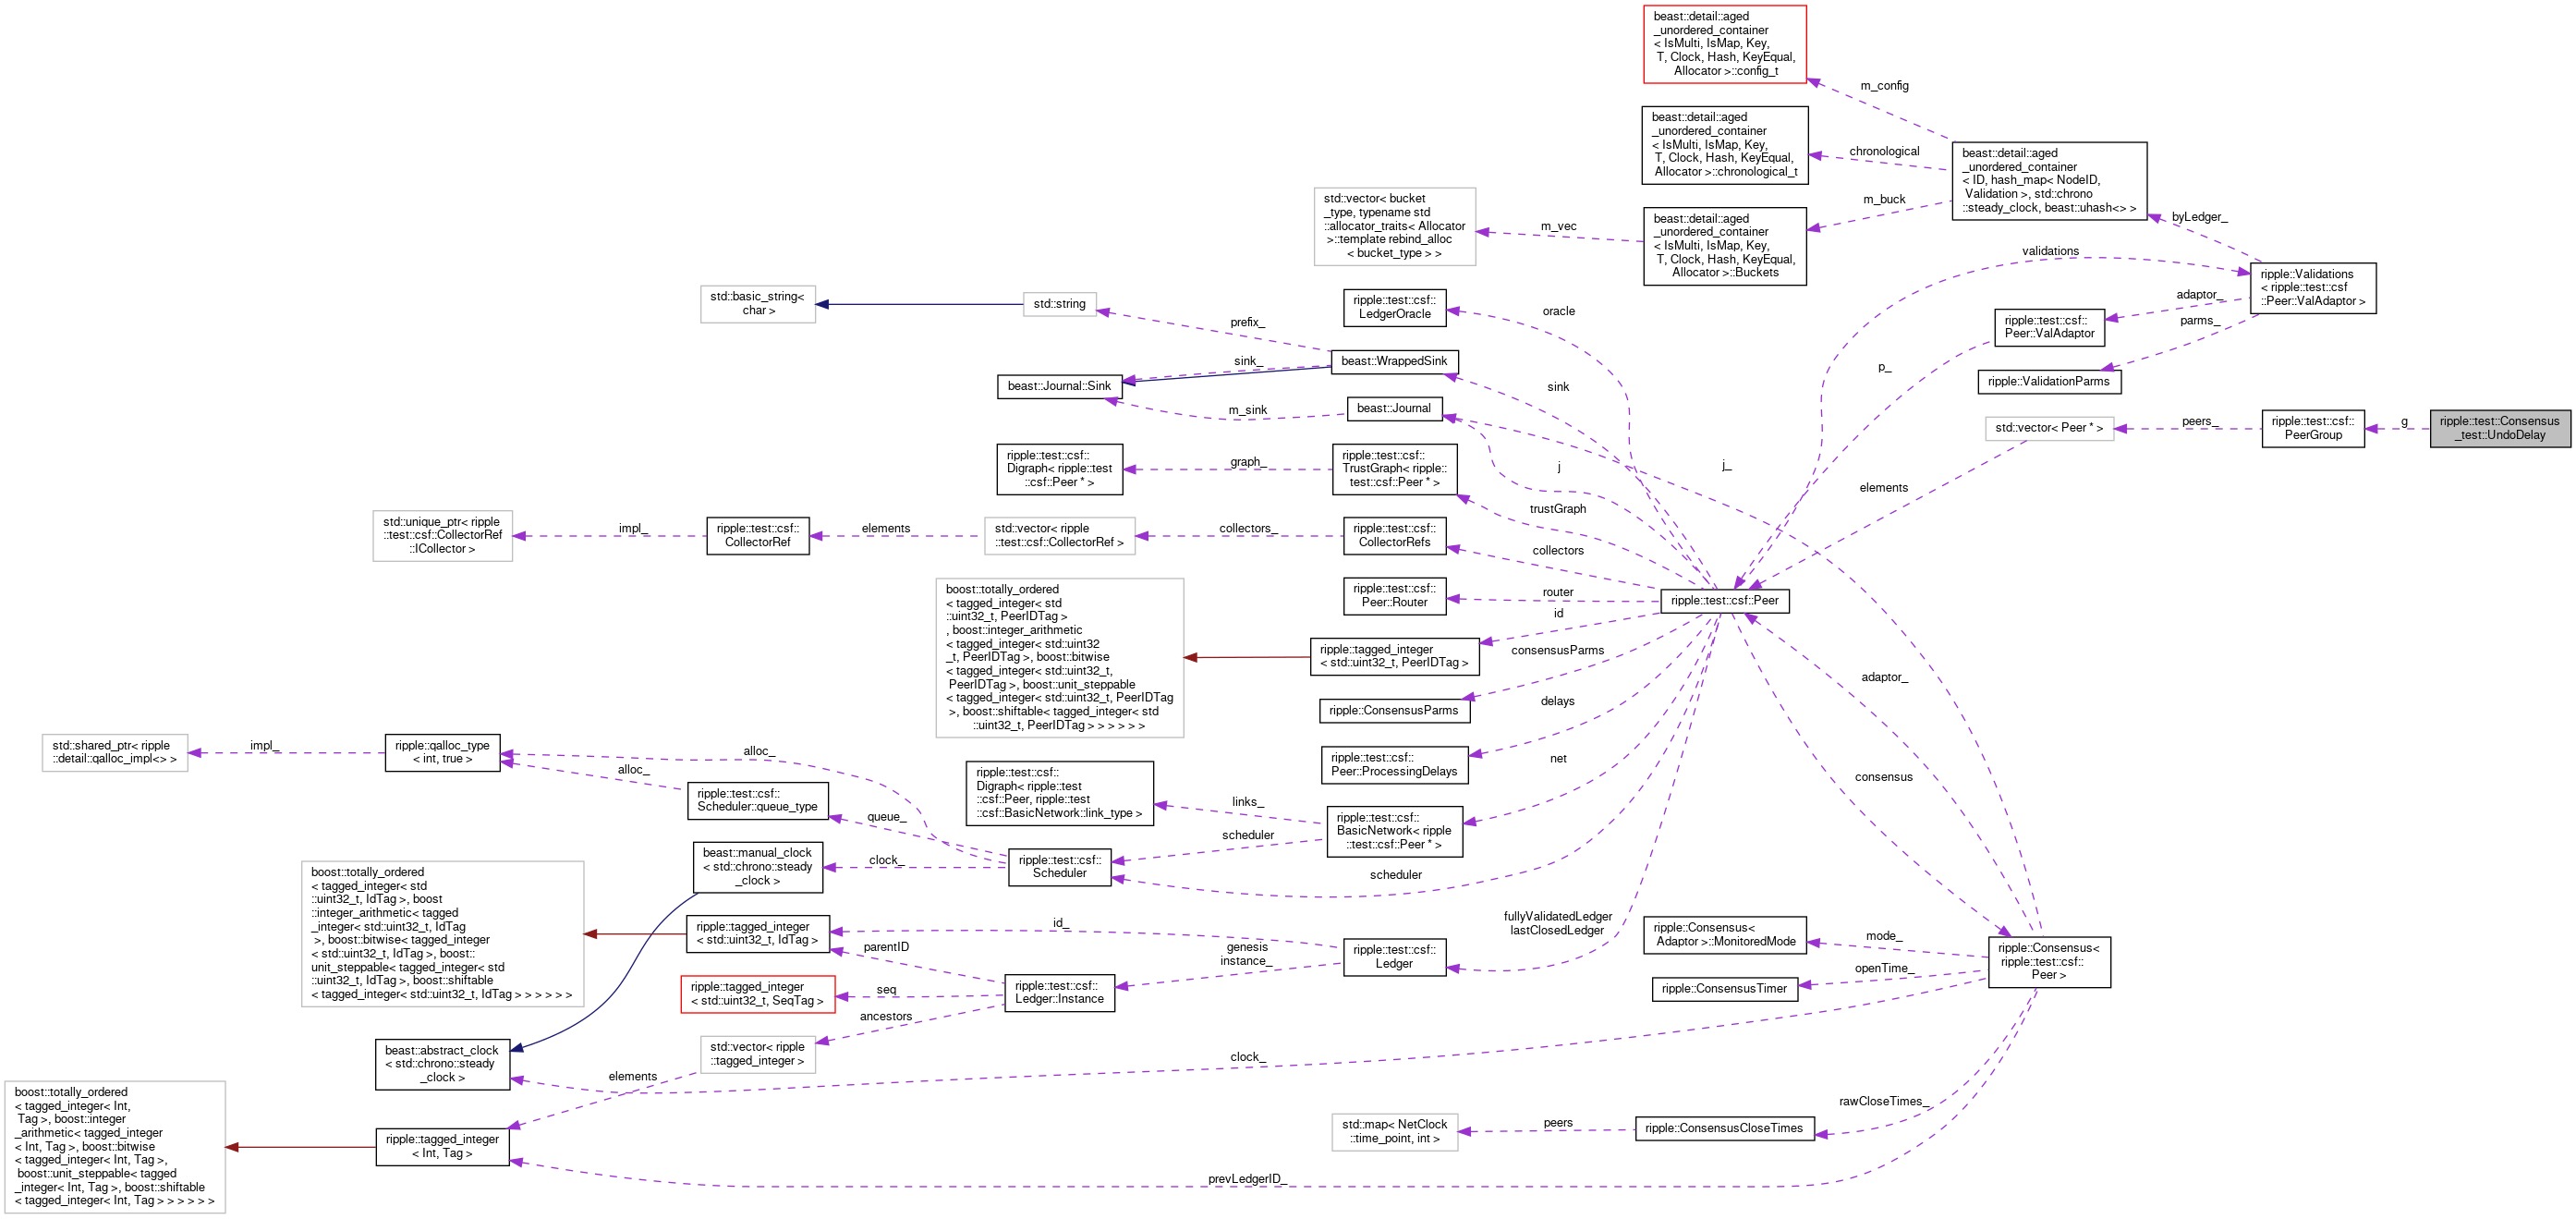 beast::detail::aged
_unordered_container
< IsMulti, IsMap, Key,
T, Clock, Hash, KeyEqual,
Allocator >::config_t
m_config
beast::detail::aged
_unordered_container
< IsMulti, IsMap, Key,
T, Clock, Hash, KeyEqual,
Allocator >::chronological_t
chronological
beast::detail::aged
_unordered_container
< ID, hash_map< NodeID,
Validation >, std::chrono
::steady_clock, beast::uhash<> >
std::vector< bucket
_type, typename std
::allocator_traits< Allocator
>::template rebind_alloc
< bucket_type > >
m_vec
beast::detail::aged
_unordered_container
< IsMulti, IsMap, Key,
T, Clock, Hash, KeyEqual,
Allocator >::Buckets
m_buck
byLedger_
validations
ripple::Validations
< ripple::test::csf
::Peer::ValAdaptor >
std::basic_string<
char >
std::string
prefix_
ripple::test::csf::
LedgerOracle
oracle
adaptor_
ripple::test::csf::
Peer::ValAdaptor
parms_
beast::Journal::Sink
sink_
beast::WrappedSink
sink
p_
ripple::ValidationParms
m_sink
beast::Journal
j
j_
std::vector< Peer * >
peers_
ripple::test::csf::
PeerGroup
g
ripple::test::Consensus
_test::UndoDelay
ripple::test::csf::
Digraph< ripple::test
::csf::Peer * >
graph_
ripple::test::csf::
TrustGraph< ripple::
test::csf::Peer * >
trustGraph
elements
std::unique_ptr< ripple
::test::csf::CollectorRef
::ICollector >
impl_
ripple::test::csf::
CollectorRef
elements
std::vector< ripple
::test::csf::CollectorRef >
collectors_
ripple::test::csf::
CollectorRefs
collectors
boost::totally_ordered
< tagged_integer< std
::uint32_t, PeerIDTag >
, boost::integer_arithmetic
< tagged_integer< std::uint32
_t, PeerIDTag >, boost::bitwise
< tagged_integer< std::uint32_t,
PeerIDTag >, boost::unit_steppable
< tagged_integer< std::uint32_t, PeerIDTag
>, boost::shiftable< tagged_integer< std
::uint32_t, PeerIDTag > > > > > >
ripple::test::csf::
Peer::Router
router
ripple::test::csf::Peer
ripple::tagged_integer
< std::uint32_t, PeerIDTag >
id
ripple::ConsensusParms
consensusParms
adaptor_
ripple::test::csf::
Peer::ProcessingDelays
delays
consensus
std::shared_ptr< ripple
::detail::qalloc_impl<> >
impl_
ripple::qalloc_type
< int, true >
alloc_
alloc_
ripple::test::csf::
Scheduler::queue_type
queue_
ripple::test::csf::
Digraph< ripple::test
::csf::Peer, ripple::test
::csf::BasicNetwork::link_type >
links_
scheduler
ripple::test::csf::
BasicNetwork< ripple
::test::csf::Peer * >
net
beast::manual_clock
< std::chrono::steady
_clock >
clock_
ripple::test::csf::
Scheduler
scheduler
boost::totally_ordered
< tagged_integer< std
::uint32_t, IdTag >, boost
::integer_arithmetic< tagged
_integer< std::uint32_t, IdTag
>, boost::bitwise< tagged_integer
< std::uint32_t, IdTag >, boost::
unit_steppable< tagged_integer< std
::uint32_t, IdTag >, boost::shiftable
< tagged_integer< std::uint32_t, IdTag > > > > > >
ripple::tagged_integer
< std::uint32_t, IdTag >
id_
parentID
genesis
instance_
ripple::test::csf::
Ledger
fullyValidatedLedger
lastClosedLedger
ripple::Consensus<
Adaptor >::MonitoredMode
mode_
ripple::Consensus<
ripple::test::csf::
Peer >
ripple::tagged_integer
< std::uint32_t, SeqTag >
seq
ripple::test::csf::
Ledger::Instance
ancestors
ripple::ConsensusTimer
openTime_
std::vector< ripple
::tagged_integer >
beast::abstract_clock
< std::chrono::steady
_clock >
clock_
elements
boost::totally_ordered
< tagged_integer< Int,
Tag >, boost::integer
_arithmetic< tagged_integer
< Int, Tag >, boost::bitwise
< tagged_integer< Int, Tag >,
boost::unit_steppable< tagged
_integer< Int, Tag >, boost::shiftable
< tagged_integer< Int, Tag > > > > > >
ripple::tagged_integer
< Int, Tag >
std::map< NetClock
::time_point, int >
peers
ripple::ConsensusCloseTimes
rawCloseTimes_
prevLedgerID_